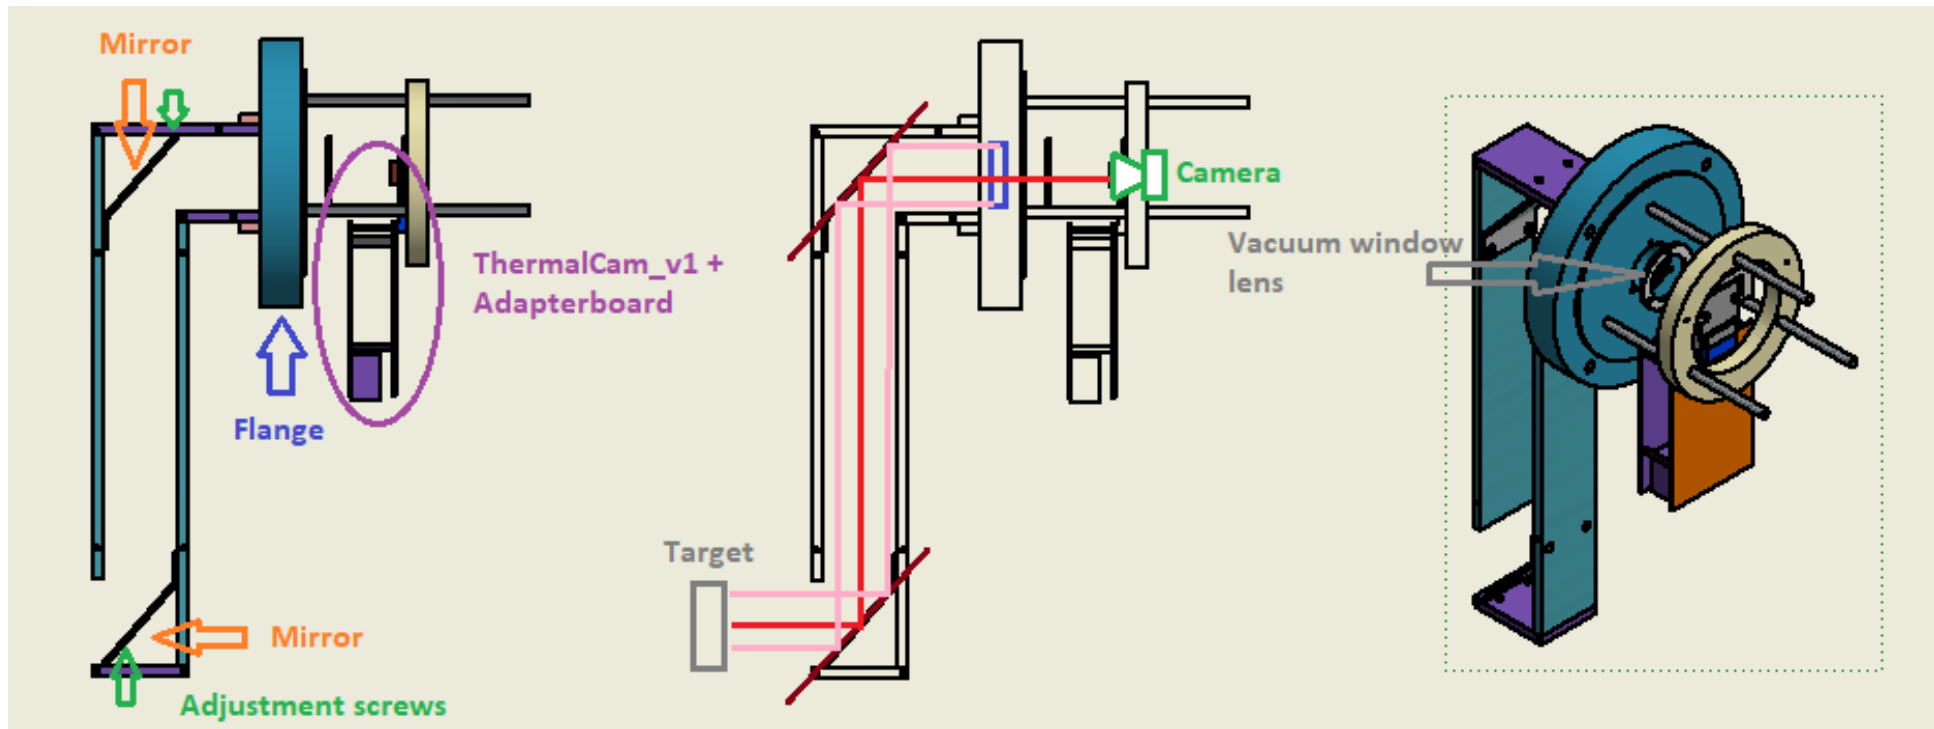 Mirror
ThermalCam_v1 +
Adapterboard
Flange
Mirror
Adjustment screws
Camera
Target
Vacuum window
lens